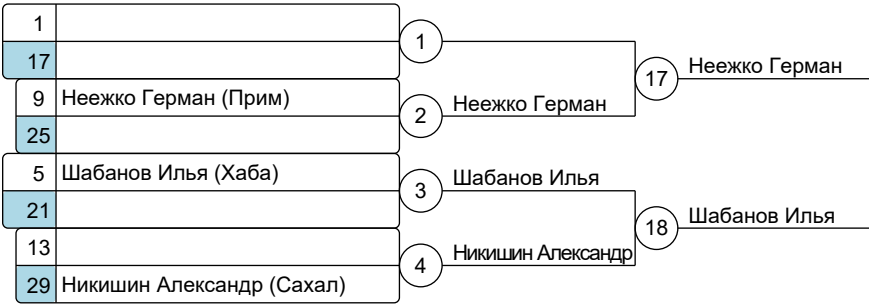 1
17
1
9 Неежко Герман (Прим)
25
2
Неежко Герман
17
Неежко Герман
5 Шабанов Илья (Хаба)
21
3
Шабанов Илья
13
29 Никишин Александр (Сахал)
4
Никишин Александр
18
Шабанов Илья